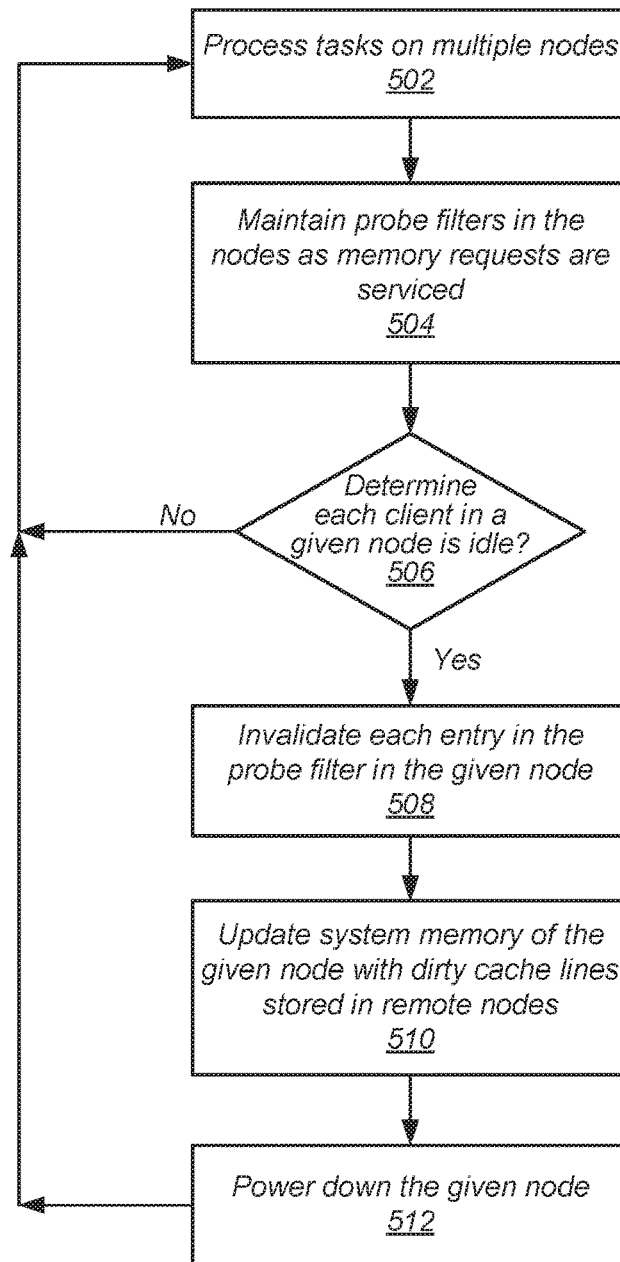 Process tasks on multiple nodes
502
Maintain probe filters in the
nodes as memory requests are
serviced
504
Determine
each client in a
given node is idle?
506
No
Yes
Invalidate each entry in the
probe filter in the given node
508
Update system memory of the
given node with dirty cache lines
stored in remote nodes
510
Power down the given node
512